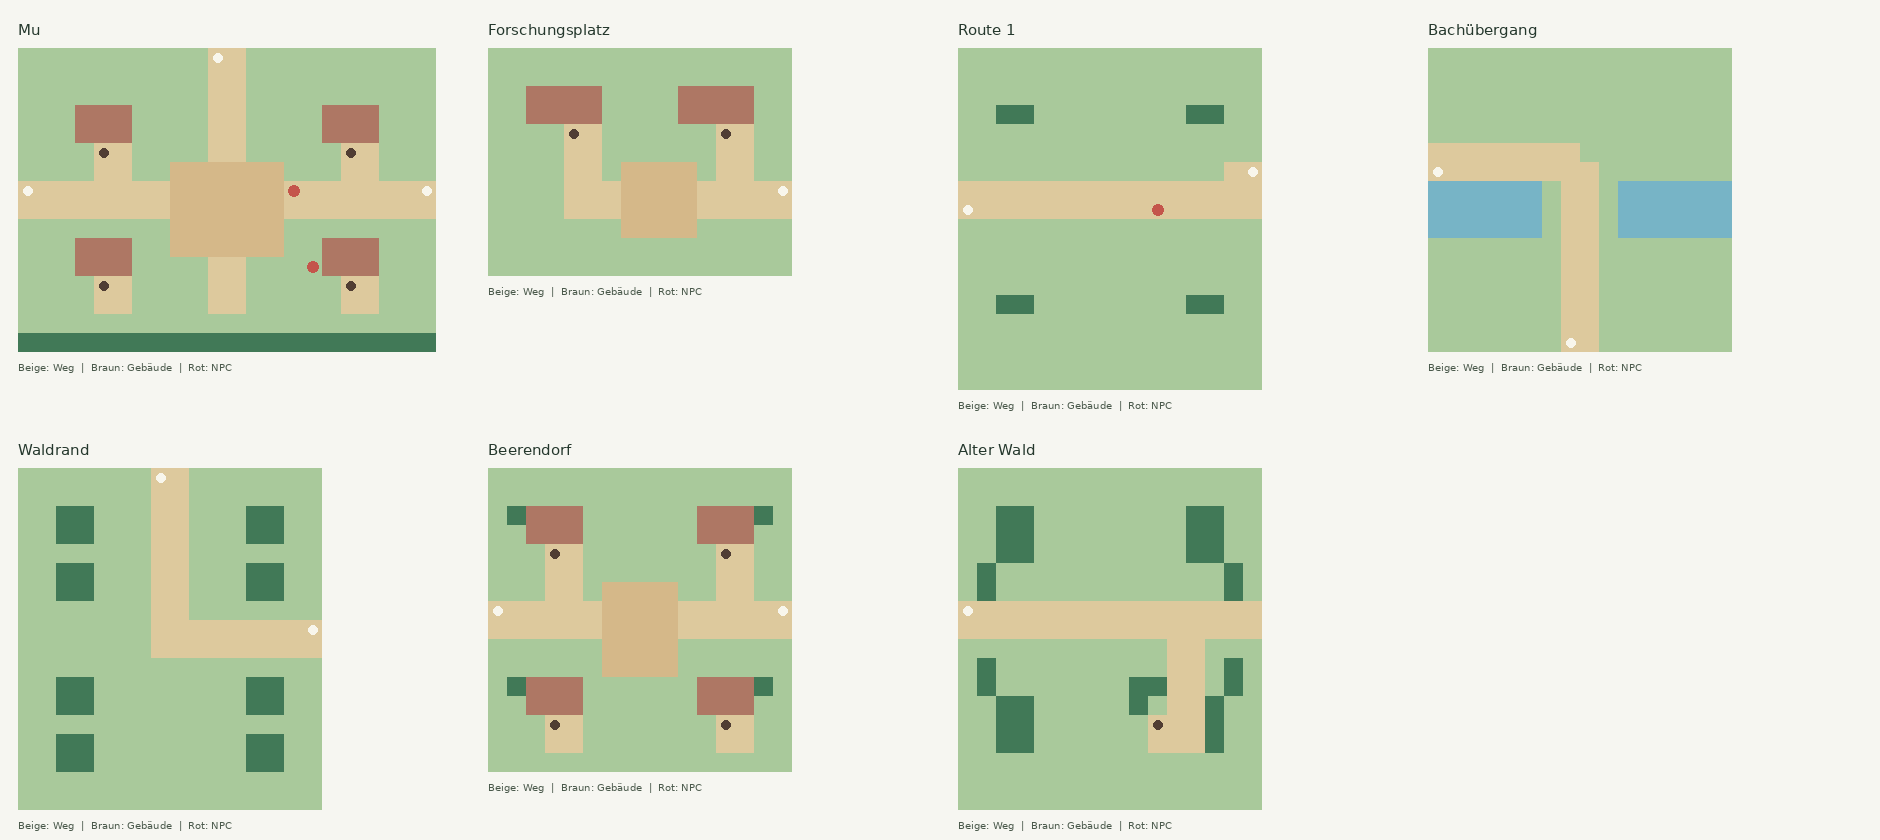 Mu
Beige: Weg | Braun: Gebäude | Rot: NPC
Forschungsplatz
Beige: Weg | Braun: Gebäude | Rot: NPC
Route 1
Beige: Weg | Braun: Gebäude | Rot: NPC
Bachübergang
Beige: Weg | Braun: Gebäude | Rot: NPC
Waldrand
Beige: Weg | Braun: Gebäude | Rot: NPC
Beerendorf
Beige: Weg | Braun: Gebäude | Rot: NPC
Alter Wald
Beige: Weg | Braun: Gebäude | Rot: NPC